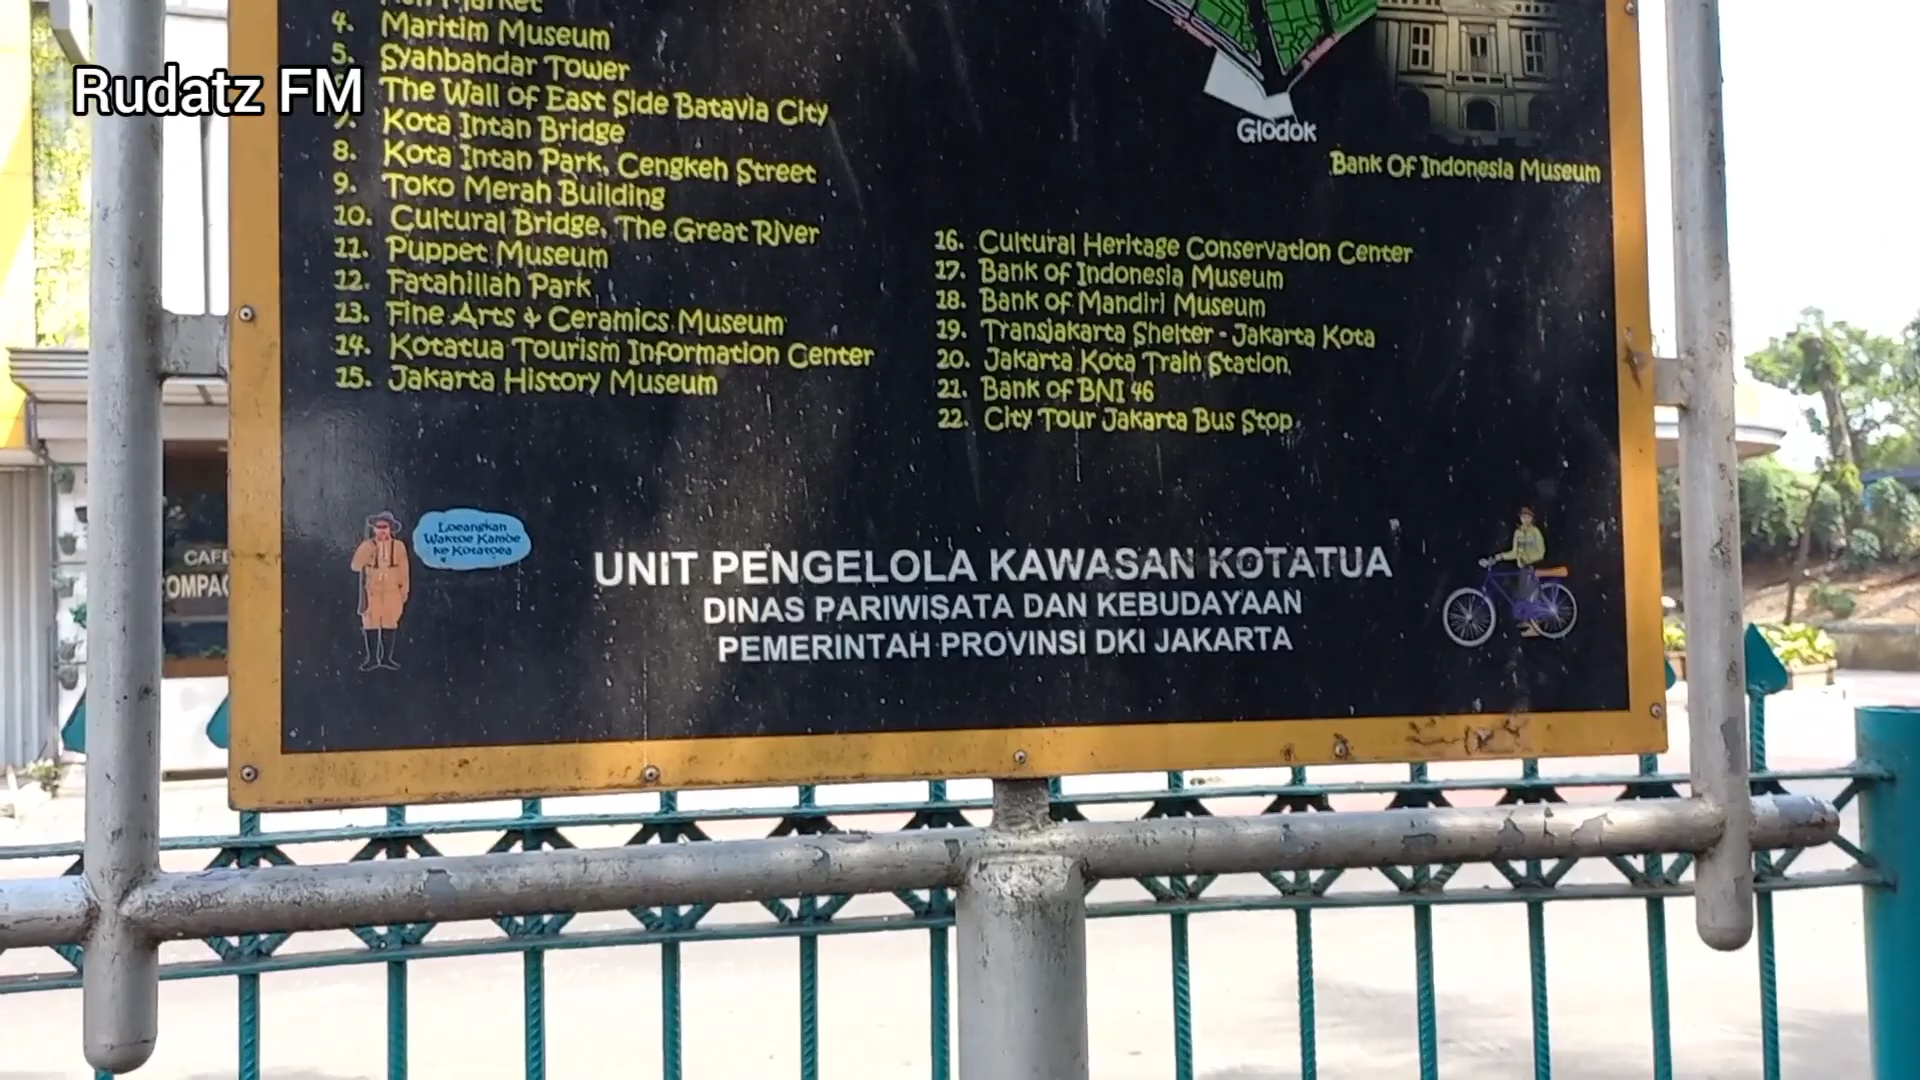 Market
4. Maritim Museum
5. Syahbandar Tower
The Wall of East Side Batavia City
7. Kota Intan Bridge
8. Kota Intan Park, Cengkeh Street
9. Toko Merah Building
10. Cultural Bridge, The Great River
11. Puppet Museum
12. Fatahillah Park
13. Fine Arts & Ceramics Museum
14. Kotatua Tourism Information Center
15. Jakarta History Museum
Glodok
Bank Of Indonesia Museum
16. Cultural Heritage Conservation Center
17. Bank of Indonesia Museum
18. Bank of Mandiri Museum
19. Transjakarta Shelter - Jakarta Kota
20. Jakarta Kota Train Station
21. Bank of BNI 46
22. City Tour Jakarta Bus Stop
Loeangkan
Waktoe Kamoe
ke Kotatoea
UNIT PENGELOLA KAWASAN KOTATUA
DINAS PARIWISATA DAN KEBUDAYAAN
PEMERINTAH PROVINSI DKI JAKARTA
Rudatz FM
CAFE